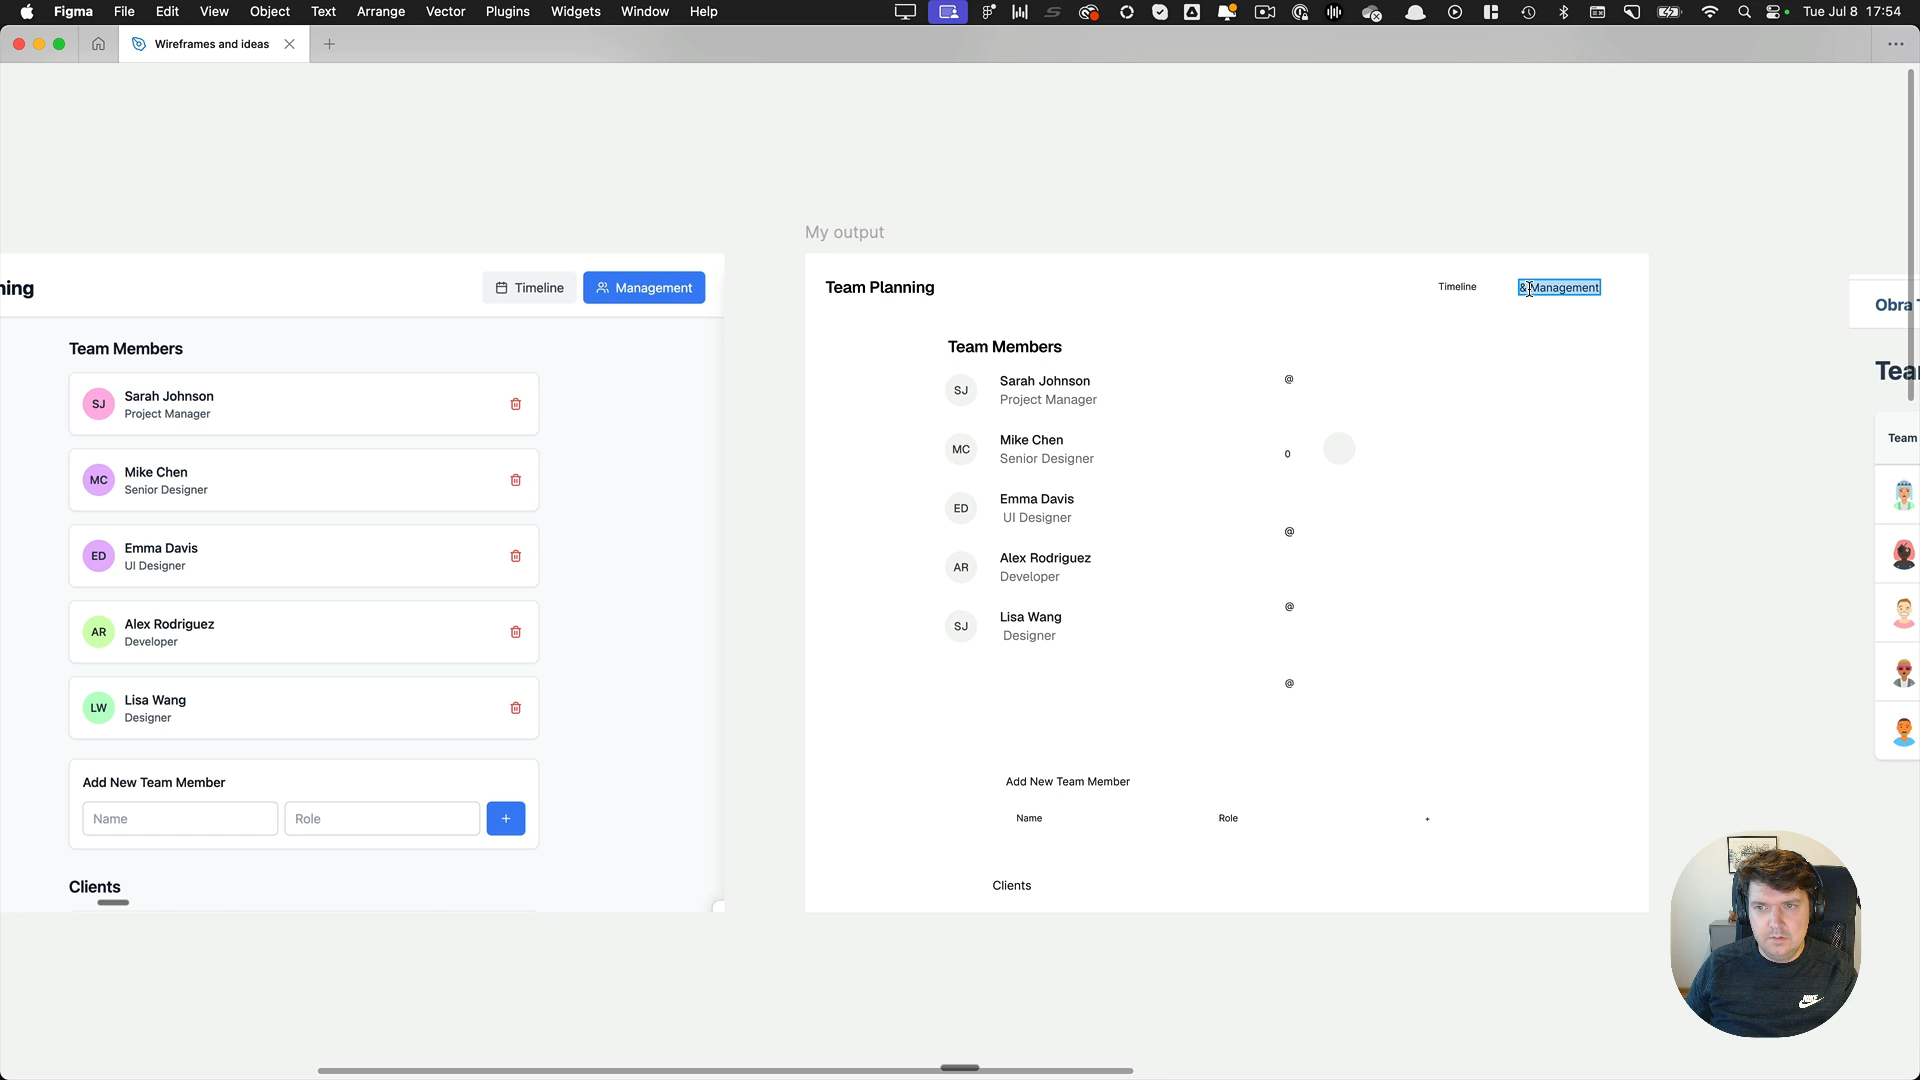 Figma File Edit View Object Text Arrange Vector Plugins Widgets Window Help Tue Jul 8 17:54
Wireframes and ideas
My output
ning
Timeline
Management
Team Members
SJ
Sarah Johnson
Project Manager
MC
Mike Chen
Senior Designer
ED
Emma Davis
UI Designer
AR
Alex Rodriguez
Developer
LW
Lisa Wang
Designer
Add New Team Member
Name
Role
+
Clients
Team Planning
Timeline
& Management
Team Members
SJ
Sarah Johnson
Project Manager
@
MC
Mike Chen
Senior Designer
0
ED
Emma Davis
UI Designer
@
AR
Alex Rodriguez
Developer
@
SJ
Lisa Wang
Designer
@
Add New Team Member
Name
Role
+
Clients
Obra
Tea
Team
NIKE